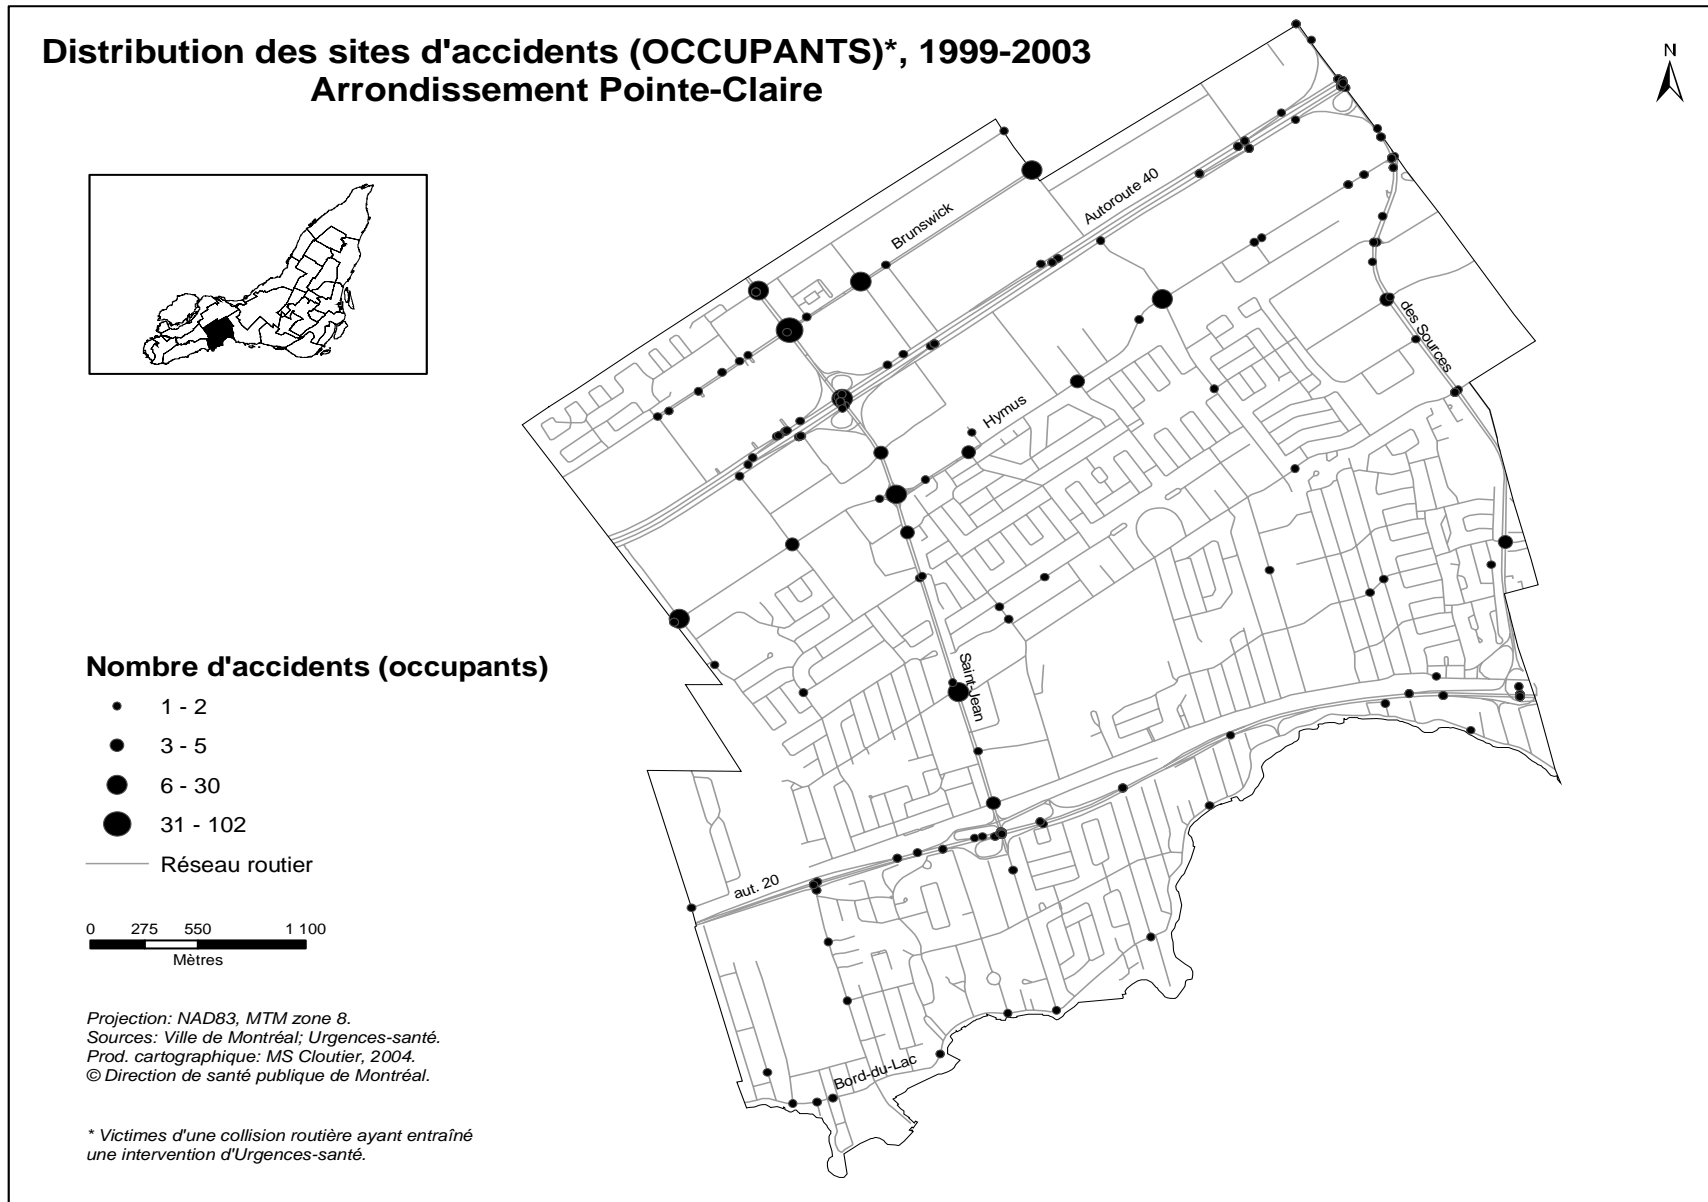 Distribution des sites d'accidents (OCCUPANTS)*, 1999-2003
Arrondissement Pointe-Claire
N
Autoroute 40
Brunswick
des Sources
Hymus
Saint-Jean
aut. 20
Bord-du-Lac
Nombre d'accidents (occupants)
1 - 2
3 - 5
6 - 30
31 - 102
Réseau routier
0 275 550 1 100
Mètres
Projection: NAD83, MTM zone 8.
Sources: Ville de Montréal; Urgences-santé.
Prod. cartographique: MS Cloutier, 2004.
© Direction de santé publique de Montréal.
* Victimes d'une collision routière ayant entraîné
une intervention d'Urgences-santé.